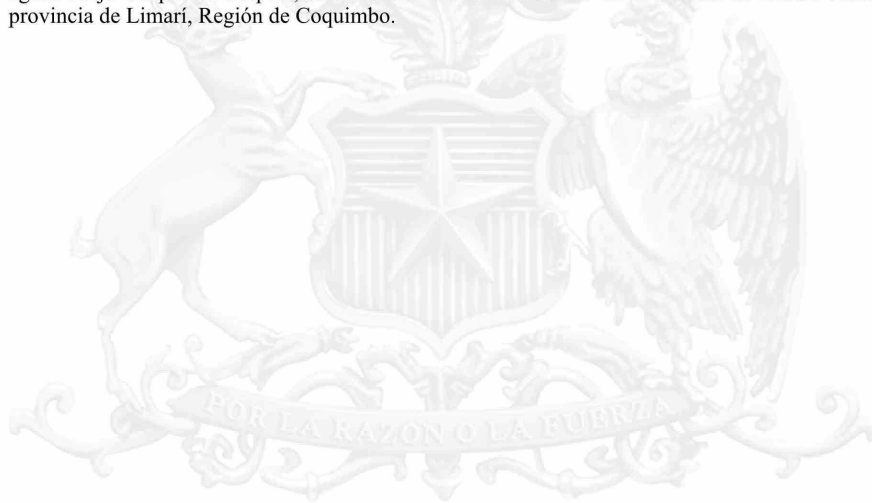 provincia de Limarí, Región de Coquimbo.
POR LA RAZON O LA FUERZA